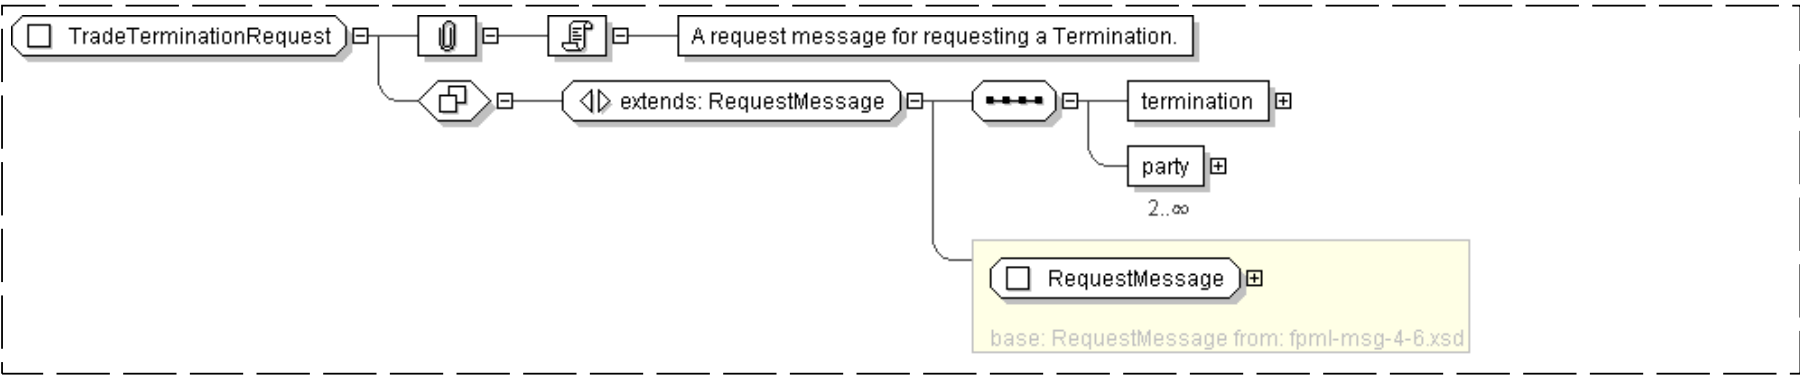 TradeTerminationRequest
A request message for requesting a Termination.
extends: RequestMessage
termination
party
2..∞
RequestMessage
base: RequestMessage from: fpml-msg-4-6.xsd